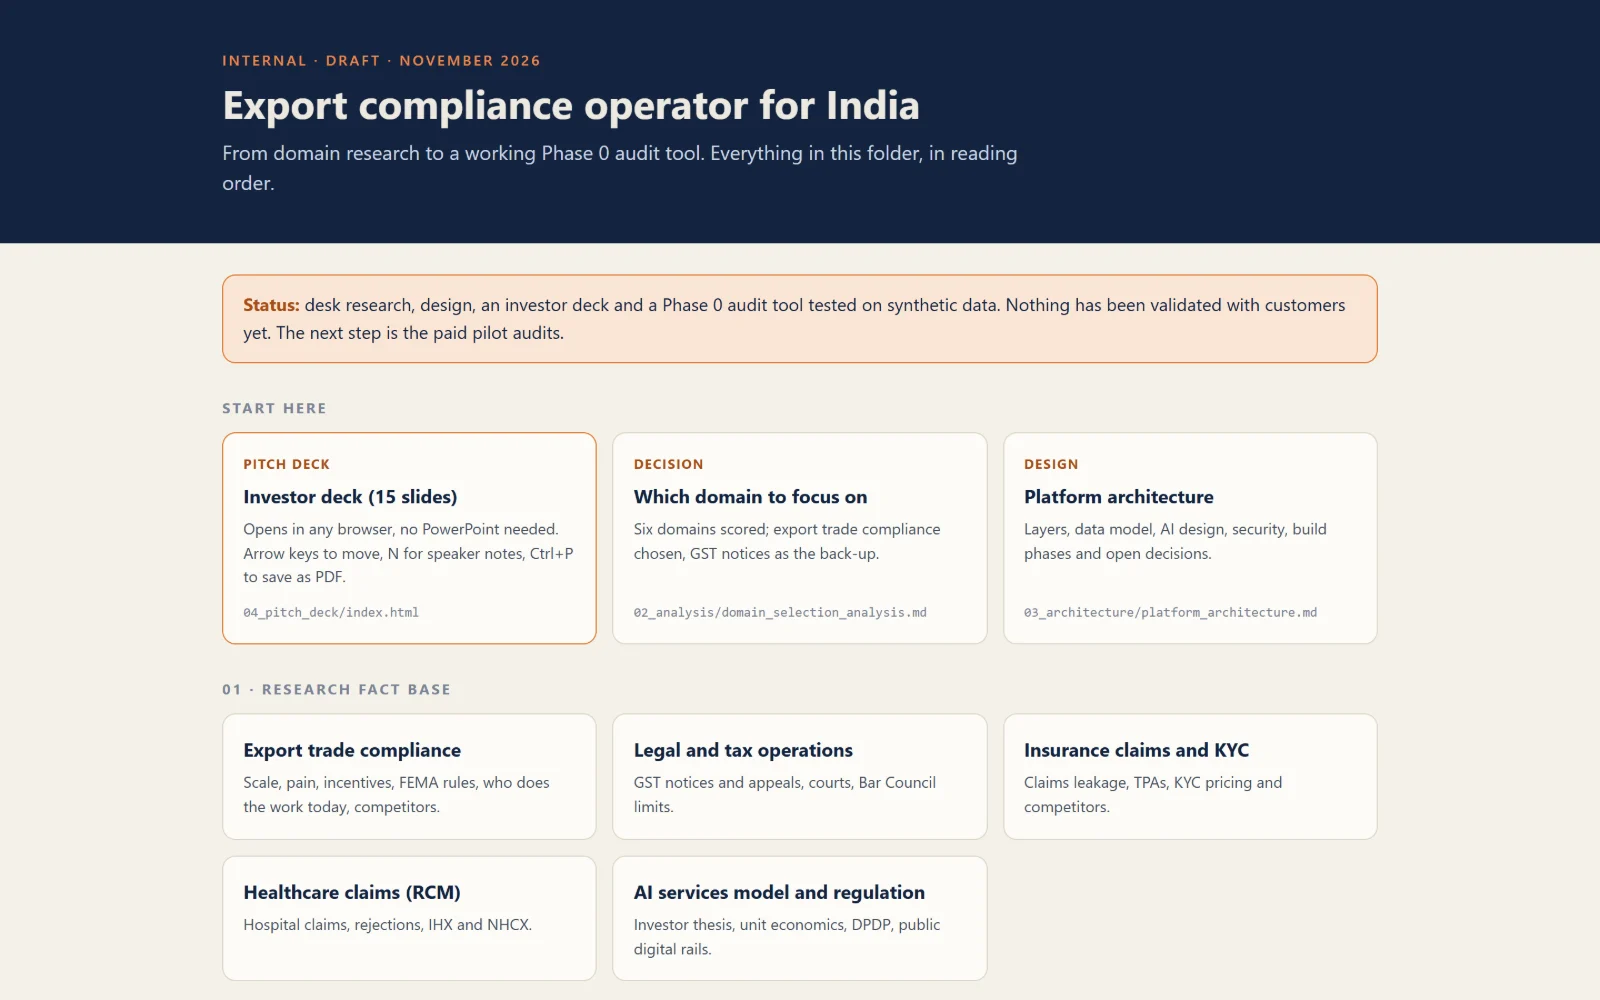 INTERNAL · DRAFT · NOVEMBER 2026
Export compliance operator for India
From domain research to a working Phase 0 audit tool. Everything in this folder, in reading
order.
Status: desk research, design, an investor deck and a Phase 0 audit tool tested on synthetic data. Nothing has been validated with customers
yet. The next step is the paid pilot audits.
START HERE
PITCH DECK
Investor deck (15 slides)
Opens in any browser, no PowerPoint needed.
Arrow keys to move, N for speaker notes, Ctrl+P
to save as PDF.
04_pitch_deck/index.html
DECISION
Which domain to focus on
Six domains scored; export trade compliance
chosen, GST notices as the back-up.
02_analysis/domain_selection_analysis.md
DESIGN
Platform architecture
Layers, data model, AI design, security, build
phases and open decisions.
03_architecture/platform_architecture.md
01 · RESEARCH FACT BASE
Export trade compliance
Scale, pain, incentives, FEMA rules, who does
the work today, competitors.
Legal and tax operations
GST notices and appeals, courts, Bar Council
limits.
Insurance claims and KYC
Claims leakage, TPAs, KYC pricing and
competitors.
Healthcare claims (RCM)
Hospital claims, rejections, IHX and NHCX.
AI services model and regulation
Investor thesis, unit economics, DPDP, public
digital rails.